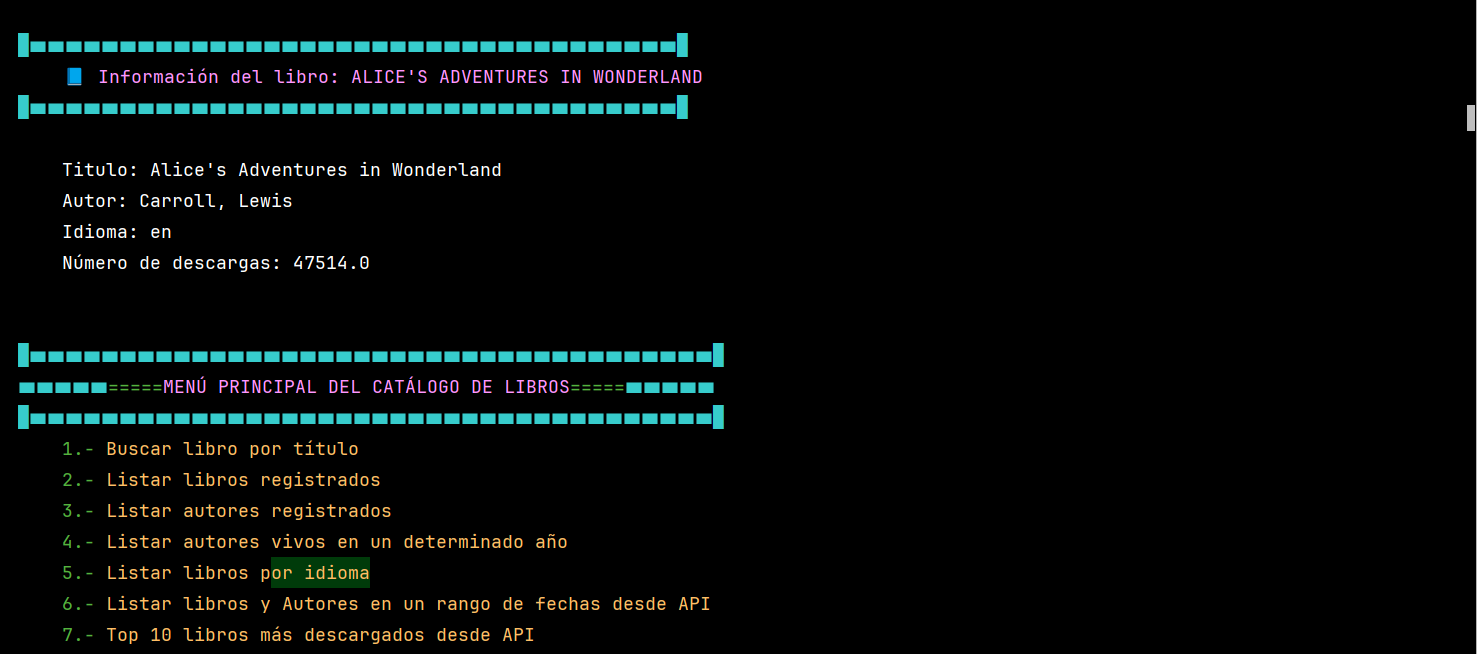 Información del libro: ALICE'S ADVENTURES IN WONDERLAND
Titulo: Alice's Adventures in Wonderland
Autor: Carroll, Lewis
Idioma: en
Número de descargas: 47514.0
=====MENÚ PRINCIPAL DEL CATÁLOGO DE LIBROS=====
1.- Buscar libro por título
2.- Listar libros registrados
3.- Listar autores registrados
4.- Listar autores vivos en un determinado año
5.- Listar libros por idioma
6.- Listar libros y Autores en un rango de fechas desde API
7.- Top 10 libros más descargados desde API